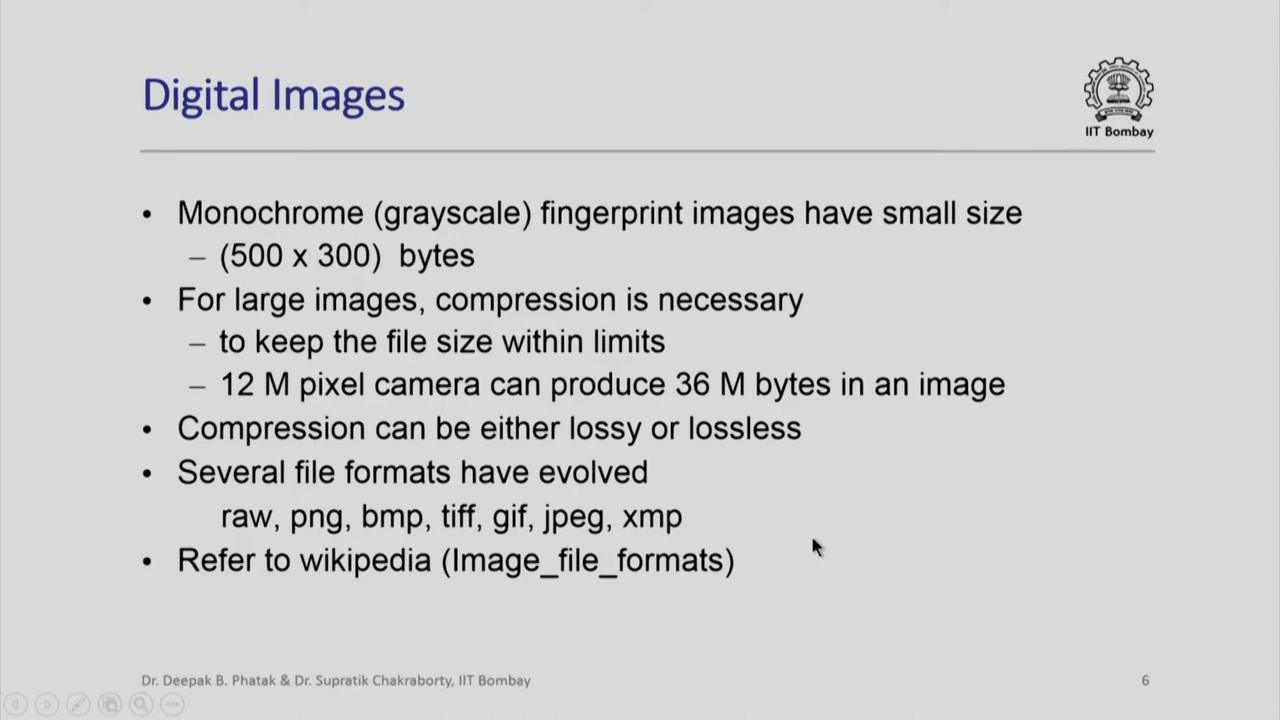 Digital Images
IIT Bombay
• Monochrome (grayscale) fingerprint images have small size
– (500 x 300) bytes
• For large images, compression is necessary
– to keep the file size within limits
– 12 M pixel camera can produce 36 M bytes in an image
• Compression can be either lossy or lossless
• Several file formats have evolved
raw, png, bmp, tiff, gif, jpeg, xmp
• Refer to wikipedia (Image_file_formats)
Dr. Deepak B. Phatak & Dr. Supratik Chakraborty, IIT Bombay
6